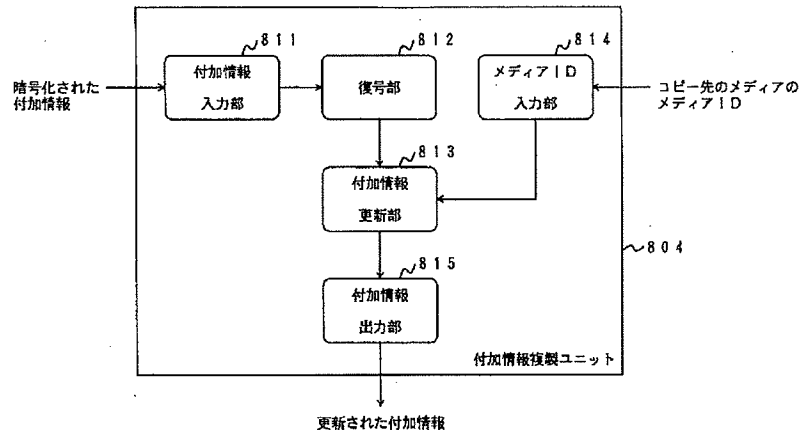 811
812
814
付加情報
入力部
復号部
メディアID
入力部
暗号化された
付加情報
コピー先のメディアの
メディアID
813
付加情報
更新部
804
815
付加情報
出力部
付加情報複製ユニット
更新された付加情報